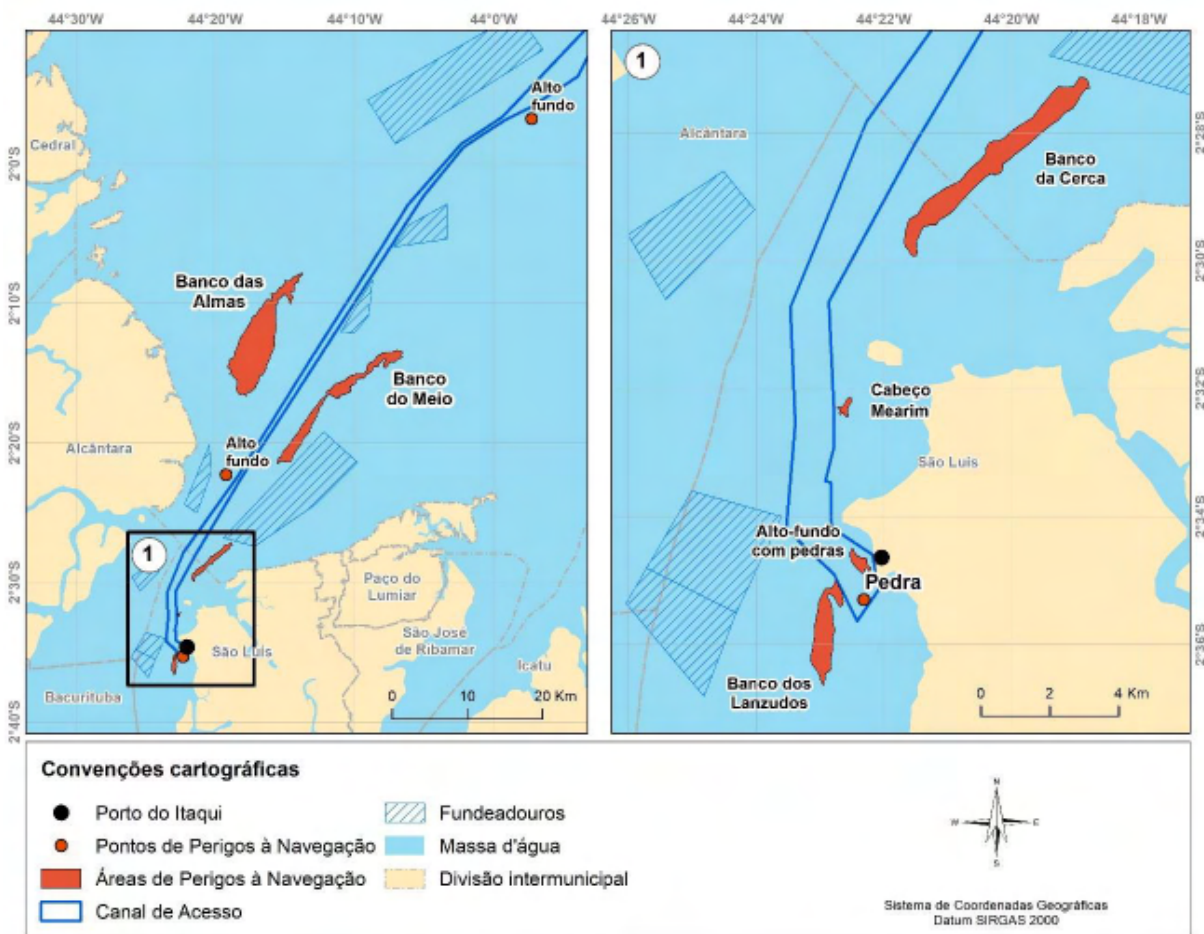 44°30'W
44°20'W
44°10'W
44°0'W
44°26'W
44°24'W
44°22'W
44°20'W
44°18'W
2°0'S
2°10'S
2°20'S
2°30'S
2°40'S
Cedral
Alto
fundo
Banco das
Almas
Banco
do Meio
Alto
fundo
Alcântara
1
Paço do
Lumiar
São Luis
São José
de Ribamar
Icatu
Bacurituba
0 10 20 Km
1
Alcântara
Banco
da Cerca
Cabeço
Mearim
São Luis
Alto-fundo
com pedras
Pedra
Banco dos
Lanzudos
0 2 4 Km
2°28'S
2°30'S
2°32'S
2°34'S
2°36'S
Convenções cartográficas
Porto do Itaqui
Pontos de Perigos à Navegação
Áreas de Perigos à Navegação
Canal de Acesso
Fundeadouros
Massa d'água
Divisão intermunicipal
N
W E
S
Sistema de Coordenadas Geográficas
Datum SIRGAS 2000